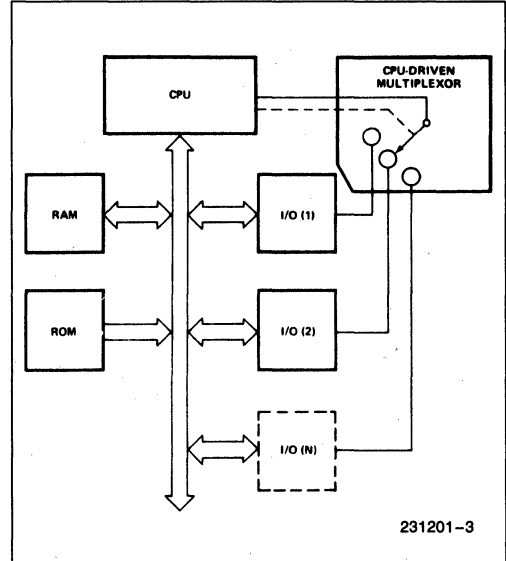 CPU
CPU-DRIVEN
MULTIPLEXOR
RAM
I/O (1)
ROM
I/O (2)
I/O (N)
231201-3